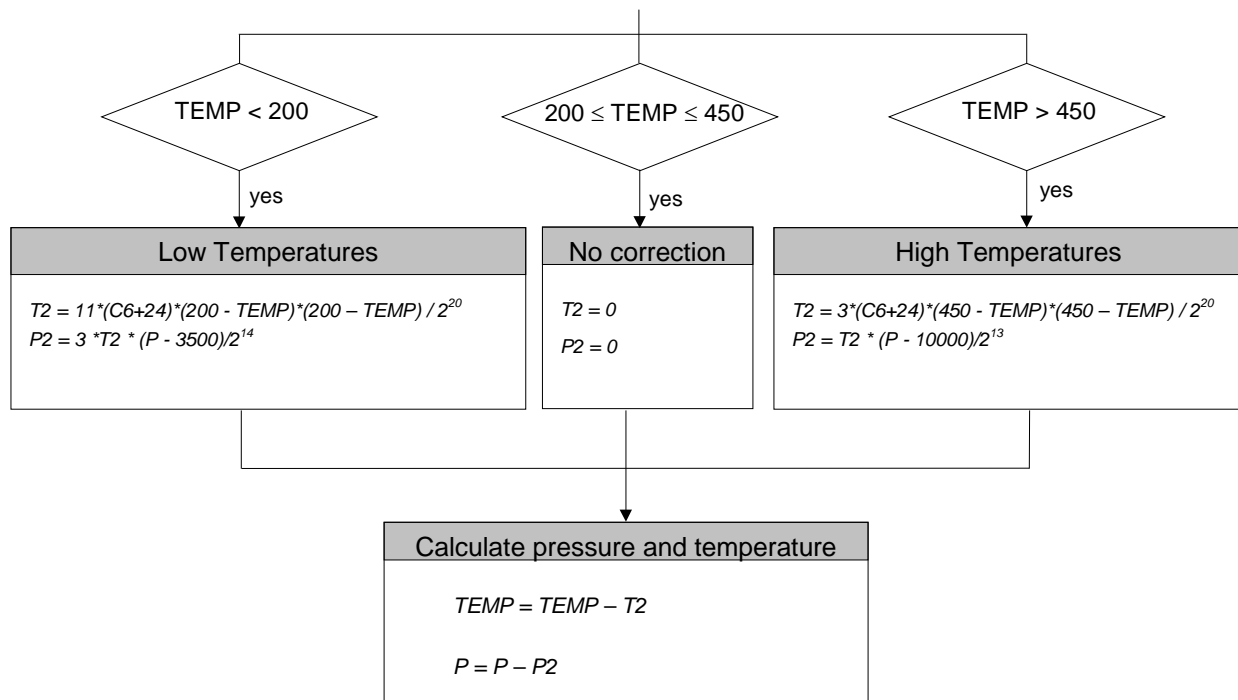 TEMP < 200
200 ≤ TEMP ≤ 450
TEMP > 450
yes
yes
yes
Low Temperatures
T2 = 11*(C6+24)*(200 - TEMP)*(200 – TEMP) / 2^20
P2 = 3 *T2 * (P - 3500)/2^14
No correction
T2 = 0
P2 = 0
High Temperatures
T2 = 3*(C6+24)*(450 - TEMP)*(450 – TEMP) / 2^20
P2 = T2 * (P - 10000)/2^13
Calculate pressure and temperature
TEMP = TEMP – T2
P = P – P2